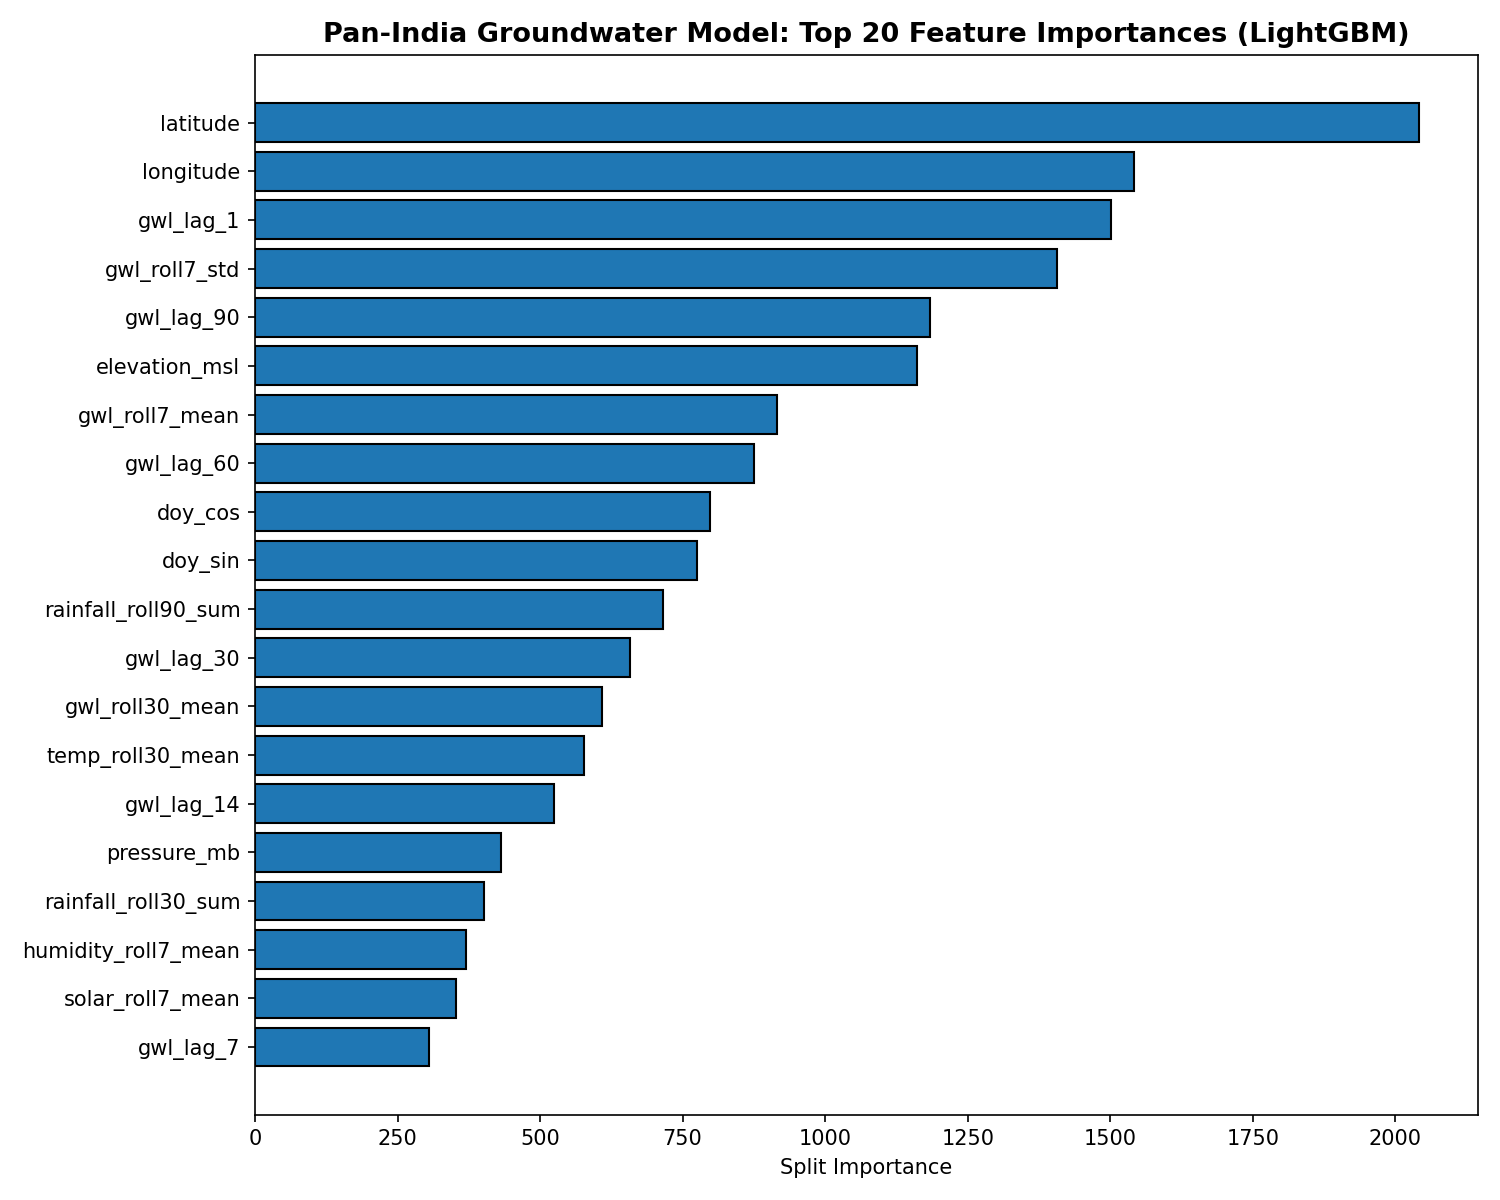 Pan-India Groundwater Model: Top 20 Feature Importances (LightGBM)
latitude
longitude
gwl_lag_1
gwl_roll7_std
gwl_lag_90
elevation_msl
gwl_roll7_mean
gwl_lag_60
doy_cos
doy_sin
rainfall_roll90_sum
gwl_lag_30
gwl_roll30_mean
temp_roll30_mean
gwl_lag_14
pressure_mb
rainfall_roll30_sum
humidity_roll7_mean
solar_roll7_mean
gwl_lag_7
0 250 500 750 1000 1250 1500 1750 2000
Split Importance